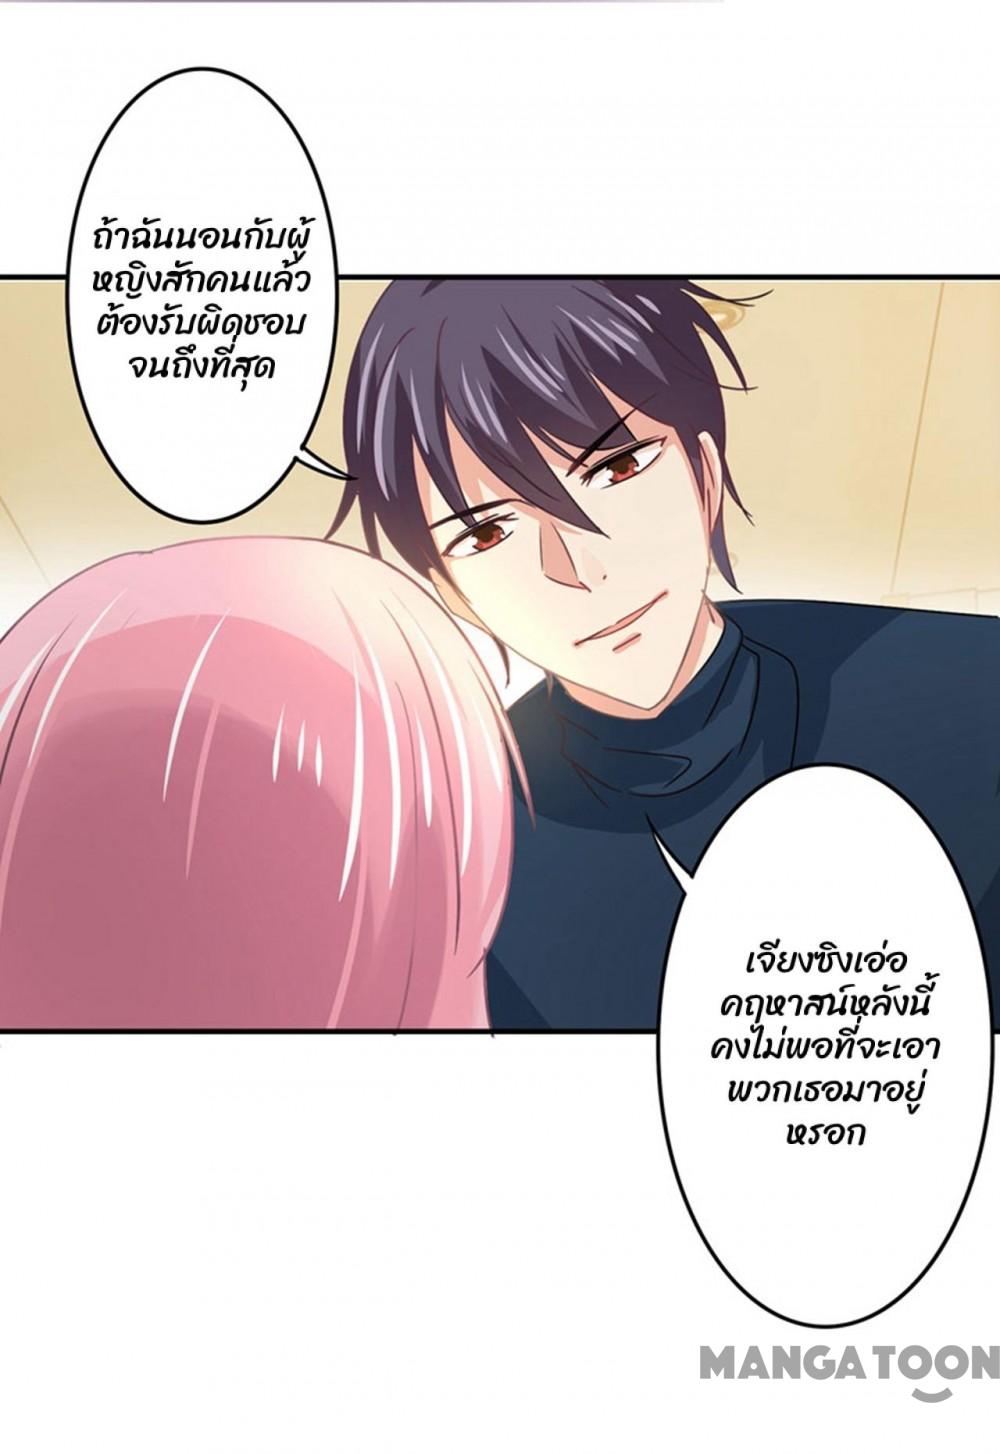 ถ้าฉันนอนกับผู้
หญิงสักคนแล้ว
ต้องรับผิดชอบ
จนถึงที่สุด
เจียงซิงเอ่อ
คฤหาสน์หลังนี้
คงไม่พอที่จะเอา
พวกเธอมาอยู่
หรอก
MANGATOON